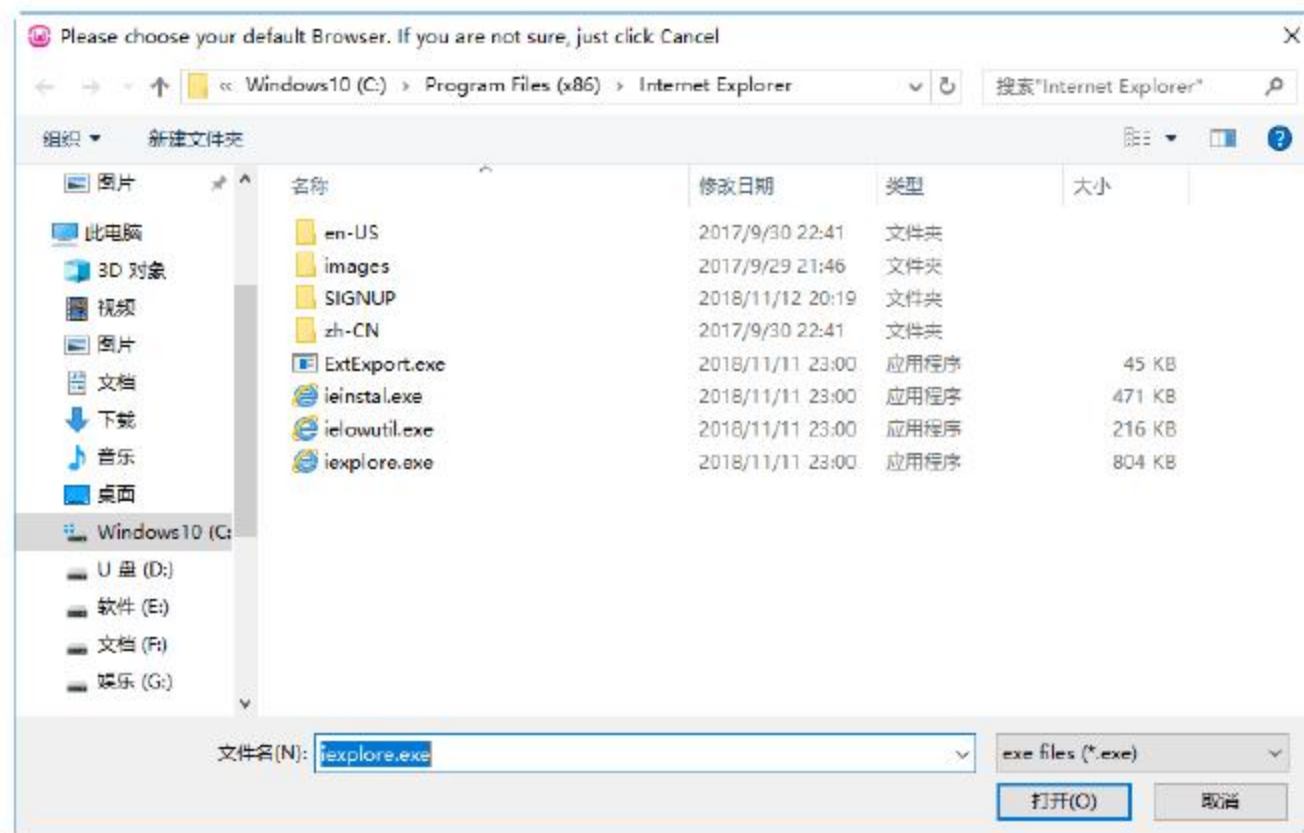 Please choose your default Browser. If you are not sure, just click Cancel
« Windows10 (C:) › Program Files (x86) › Internet Explorer 搜索"Internet Explorer"
组织 新建文件夹
图片 名称 修改日期 类型 大小
此电脑 en-US 2017/9/30 22:41 文件夹
3D 对象 images 2017/9/29 21:46 文件夹
视频 SIGNUP 2018/11/12 20:19 文件夹
图片 zh-CN 2017/9/30 22:41 文件夹
文档 ExtExport.exe 2018/11/11 23:00 应用程序 45 KB
下载 ieinstal.exe 2018/11/11 23:00 应用程序 471 KB
音乐 ielowutil.exe 2018/11/11 23:00 应用程序 216 KB
桌面 iexplore.exe 2018/11/11 23:00 应用程序 804 KB
Windows10 (C:
U 盘 (D:)
软件 (E:)
文档 (F:)
娱乐 (G:)
文件名(N): iexplore.exe exe files (*.exe)
打开(O) 取消